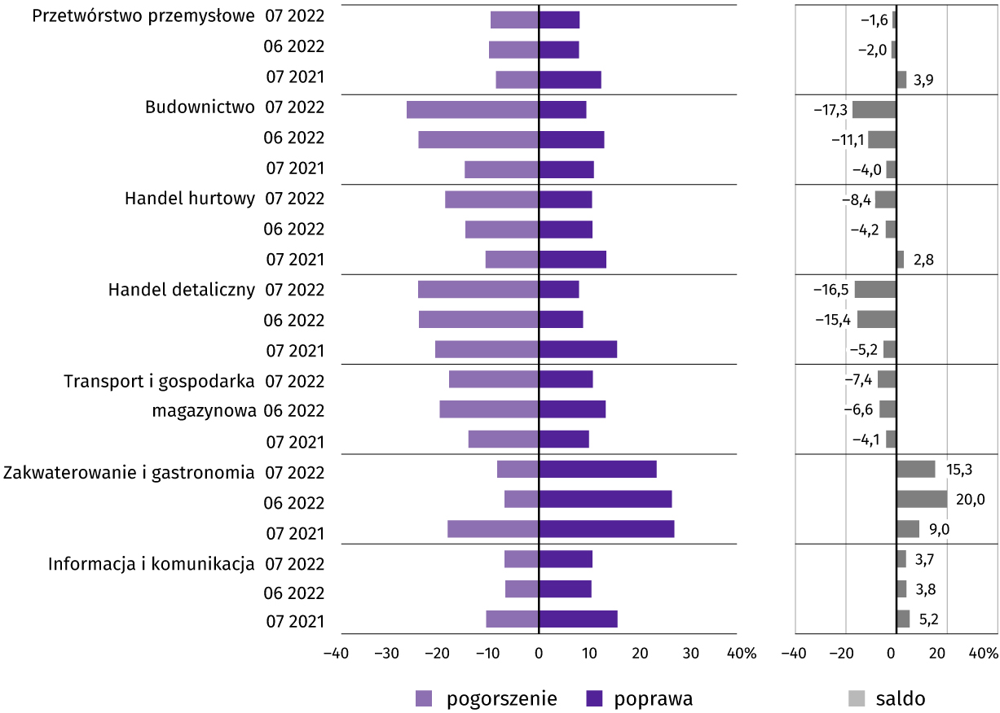 Przetwórstwo przemysłowe 07 2022 −1,6
06 2022 −2,0
07 2021 3,9
Budownictwo 07 2022 −17,3
06 2022 −11,1
07 2021 −4,0
Handel hurtowy 07 2022 −8,4
06 2022 −4,2
07 2021 2,8
Handel detaliczny 07 2022 −16,5
06 2022 −15,4
07 2021 −5,2
Transport i gospodarka 07 2022 −7,4
magazynowa 06 2022 −6,6
07 2021 −4,1
Zakwaterowanie i gastronomia 07 2022 15,3
06 2022 20,0
07 2021 9,0
Informacja i komunikacja 07 2022 3,7
06 2022 3,8
07 2021 5,2
−40 −30 −20 −10 0 10 20 30 40% −40 −20 0 20 40%
pogorszenie poprawa saldo